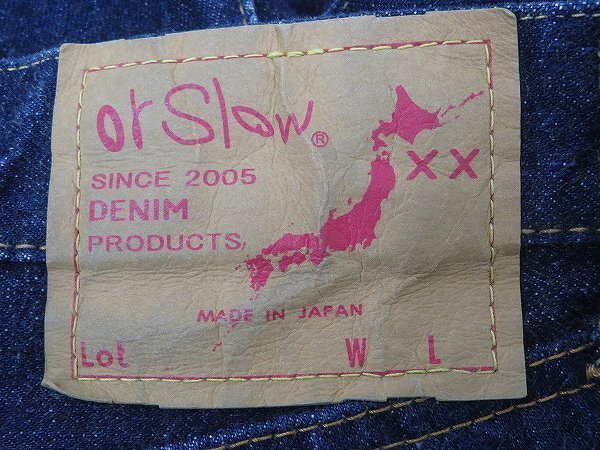 orSlow®
XX
SINCE 2005
DENIM
PRODUCTS,
MADE IN JAPAN
Lot W L